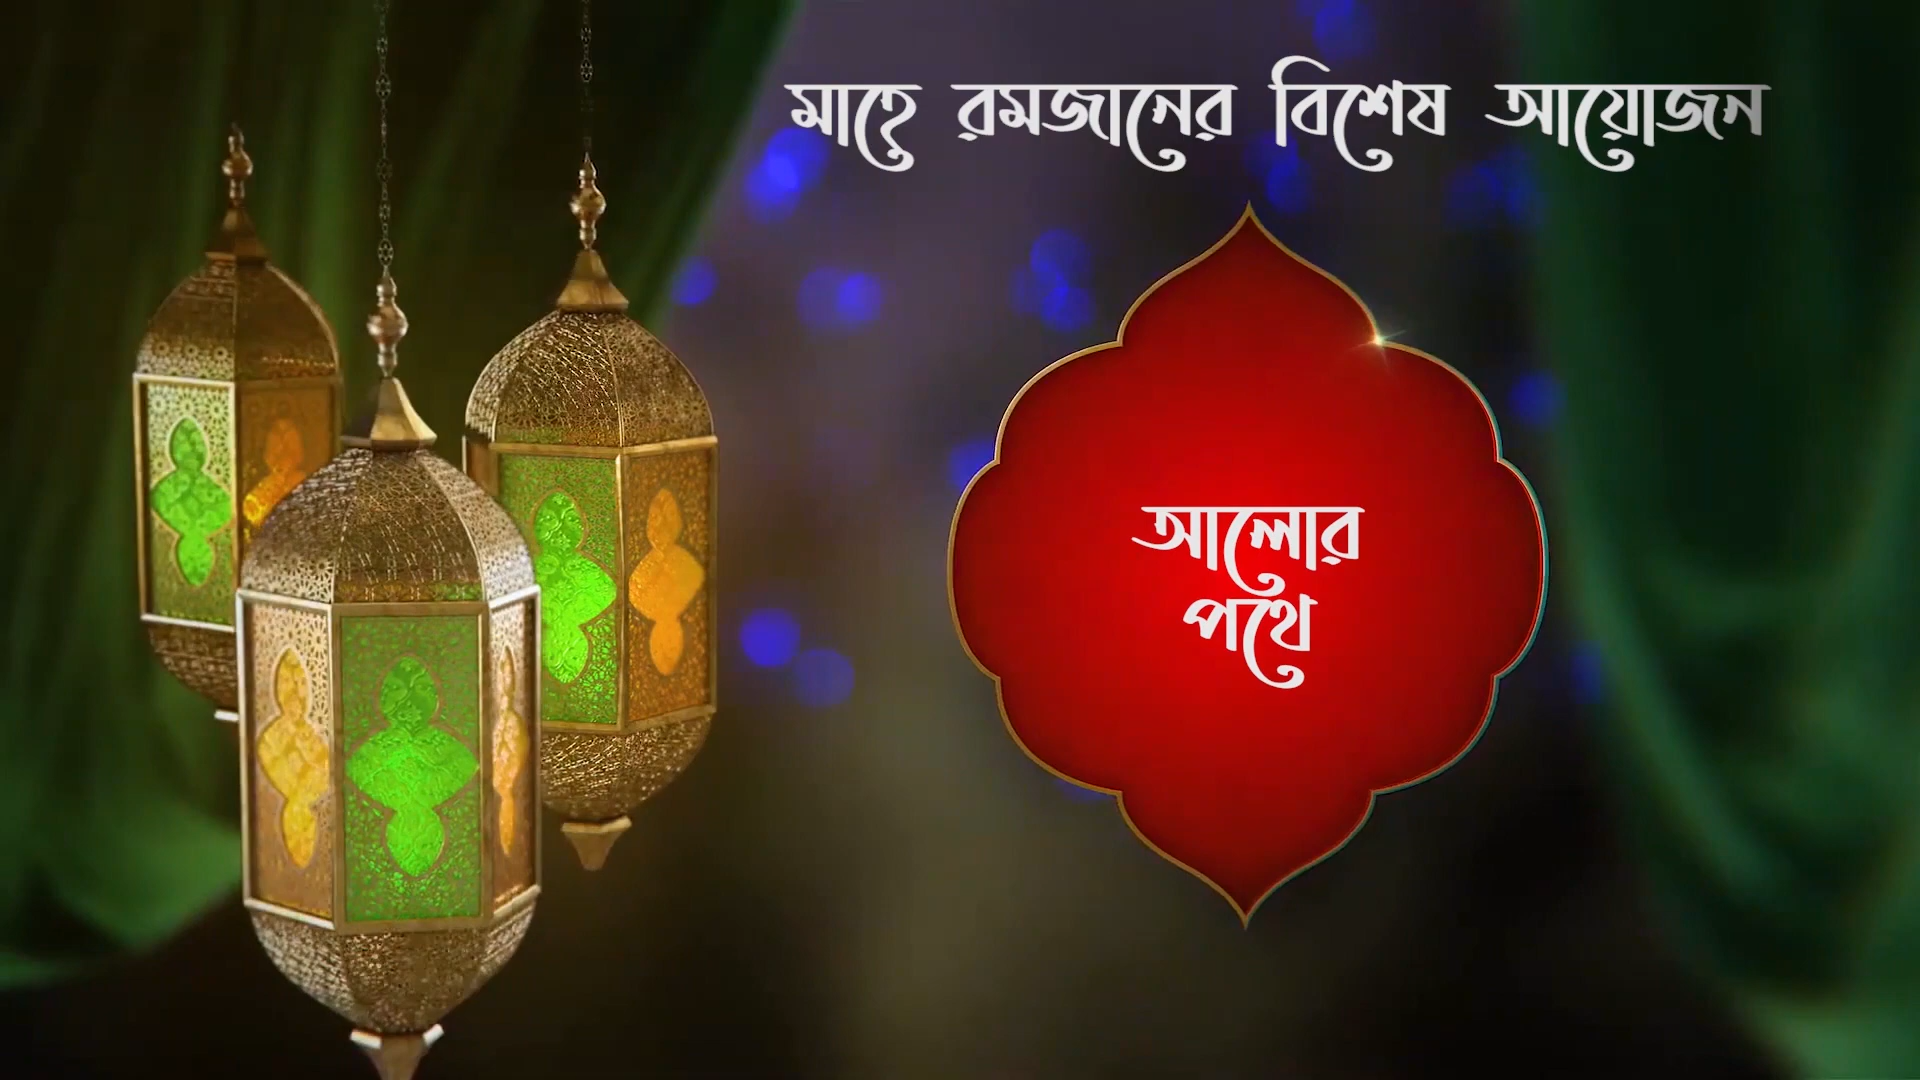 মাহে রমজানের বিশেষ আয়োজন
আলোর
পথে